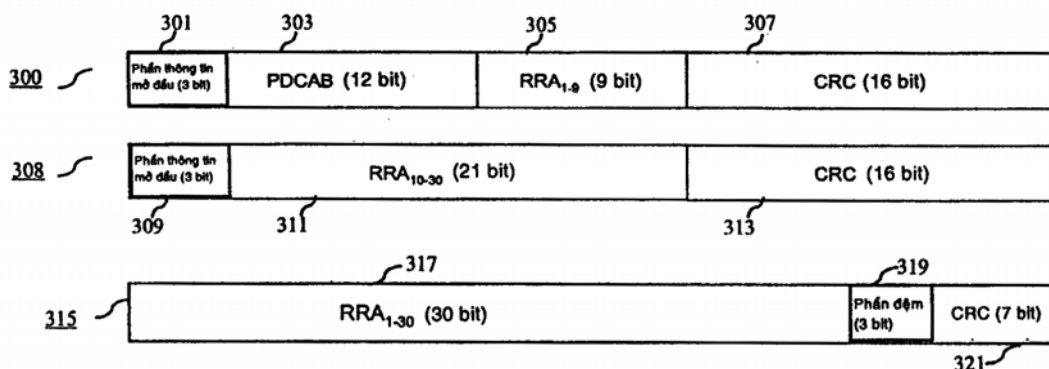 301 303 305 307
300 Phần thông tin mở đầu (3 bit) PDCAB (12 bit) RRA1-9 (9 bit) CRC (16 bit)
308 Phần thông tin mở đầu (3 bit) RRA10-30 (21 bit) CRC (16 bit)
309 311 313
317 319
315 RRA1-30 (30 bit) Phần đệm (3 bit) CRC (7 bit)
321